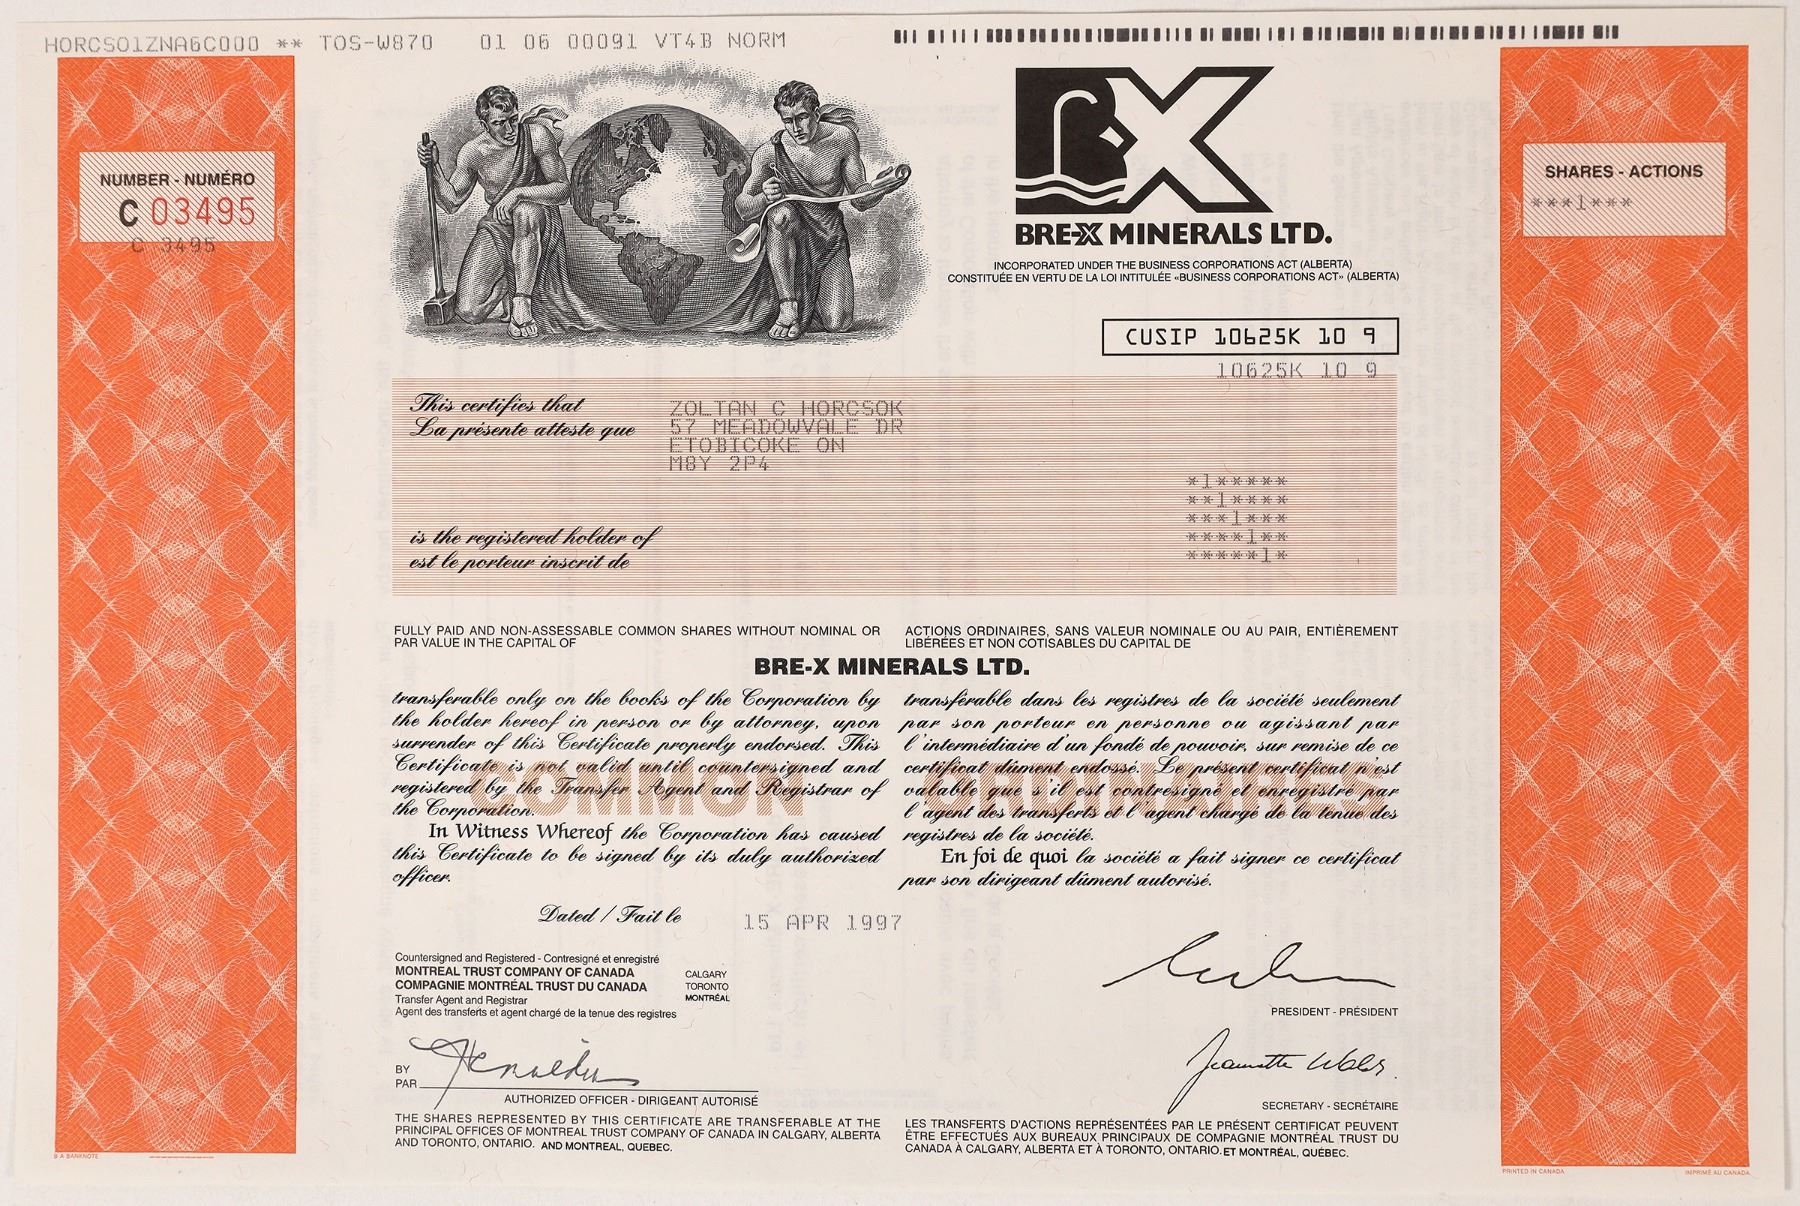 HORCSO1ZNA6C000 ** TOS-W870 01 06 00091 VT4B NORM
NUMBER - NUMÉRO
C 03495
C 3495
BX
BRE-X MINERALS LTD.
INCORPORATED UNDER THE BUSINESS CORPORATIONS ACT (ALBERTA)
CONSTITUÉE EN VERTU DE LA LOI INTITULÉE «BUSINESS CORPORATIONS ACT» (ALBERTA)
SHARES - ACTIONS
***1***
CUSIP 10625K 10 9
10625K 10 9
This certifies that
La présente atteste que
ZOLTAN C HORCSOK
57 MEADOWVALE DR
ETOBICOKE ON
M8Y 2P4
*1*****
**1****
***1***
****1**
*****1*
is the registered holder of
est le porteur inscrit de
FULLY PAID AND NON-ASSESSABLE COMMON SHARES WITHOUT NOMINAL OR
PAR VALUE IN THE CAPITAL OF
ACTIONS ORDINAIRES, SANS VALEUR NOMINALE OU AU PAIR, ENTIÈREMENT
LIBÉRÉES ET NON COTISABLES DU CAPITAL DE
BRE-X MINERALS LTD.
transferable only on the books of the Corporation by
the holder hereof in person or by attorney, upon
surrender of this Certificate properly endorsed. This
Certificate is not valid until countersigned and
registered by the Transfer Agent and Registrar of
the Corporation.
In Witness Whereof the Corporation has caused
this Certificate to be signed by its duly authorized
officer.
COMMON
transférable dans les registres de la société seulement
par son porteur en personne ou agissant par
l'intermédiaire d'un fondé de pouvoir, sur remise de ce
certificat dûment endossé. Le présent certificat n'est
valable que s'il est contresigné et enregistré par
l'agent des transferts et l'agent chargé de la tenue des
registres de la société.
En foi de quoi la société a fait signer ce certificat
par son dirigeant dûment autorisé.
Dated / Fait le 15 APR 1997
Countersigned and Registered - Contresigné et enregistré
MONTREAL TRUST COMPANY OF CANADA
COMPAGNIE MONTRÉAL TRUST DU CANADA
Transfer Agent and Registrar
Agent des transferts et agent chargé de la tenue des registres
CALGARY
TORONTO
MONTRÉAL
PRESIDENT - PRÉSIDENT
BY
PAR
AUTHORIZED OFFICER - DIRIGEANT AUTORISÉ
SECRETARY - SECRÉTAIRE
THE SHARES REPRESENTED BY THIS CERTIFICATE ARE TRANSFERABLE AT THE
PRINCIPAL OFFICES OF MONTREAL TRUST COMPANY OF CANADA IN CALGARY, ALBERTA
AND TORONTO, ONTARIO. AND MONTREAL, QUEBEC.
LES TRANSFERTS D'ACTIONS REPRÉSENTÉES PAR LE PRÉSENT CERTIFICAT PEUVENT
ÊTRE EFFECTUÉS AUX BUREAUX PRINCIPAUX DE COMPAGNIE MONTRÉAL TRUST DU
CANADA À CALGARY, ALBERTA ET À TORONTO, ONTARIO. ET MONTRÉAL, QUÉBEC.
B A BANKNOTE
PRINTED IN CANADA
IMPRIMÉ AU CANADA